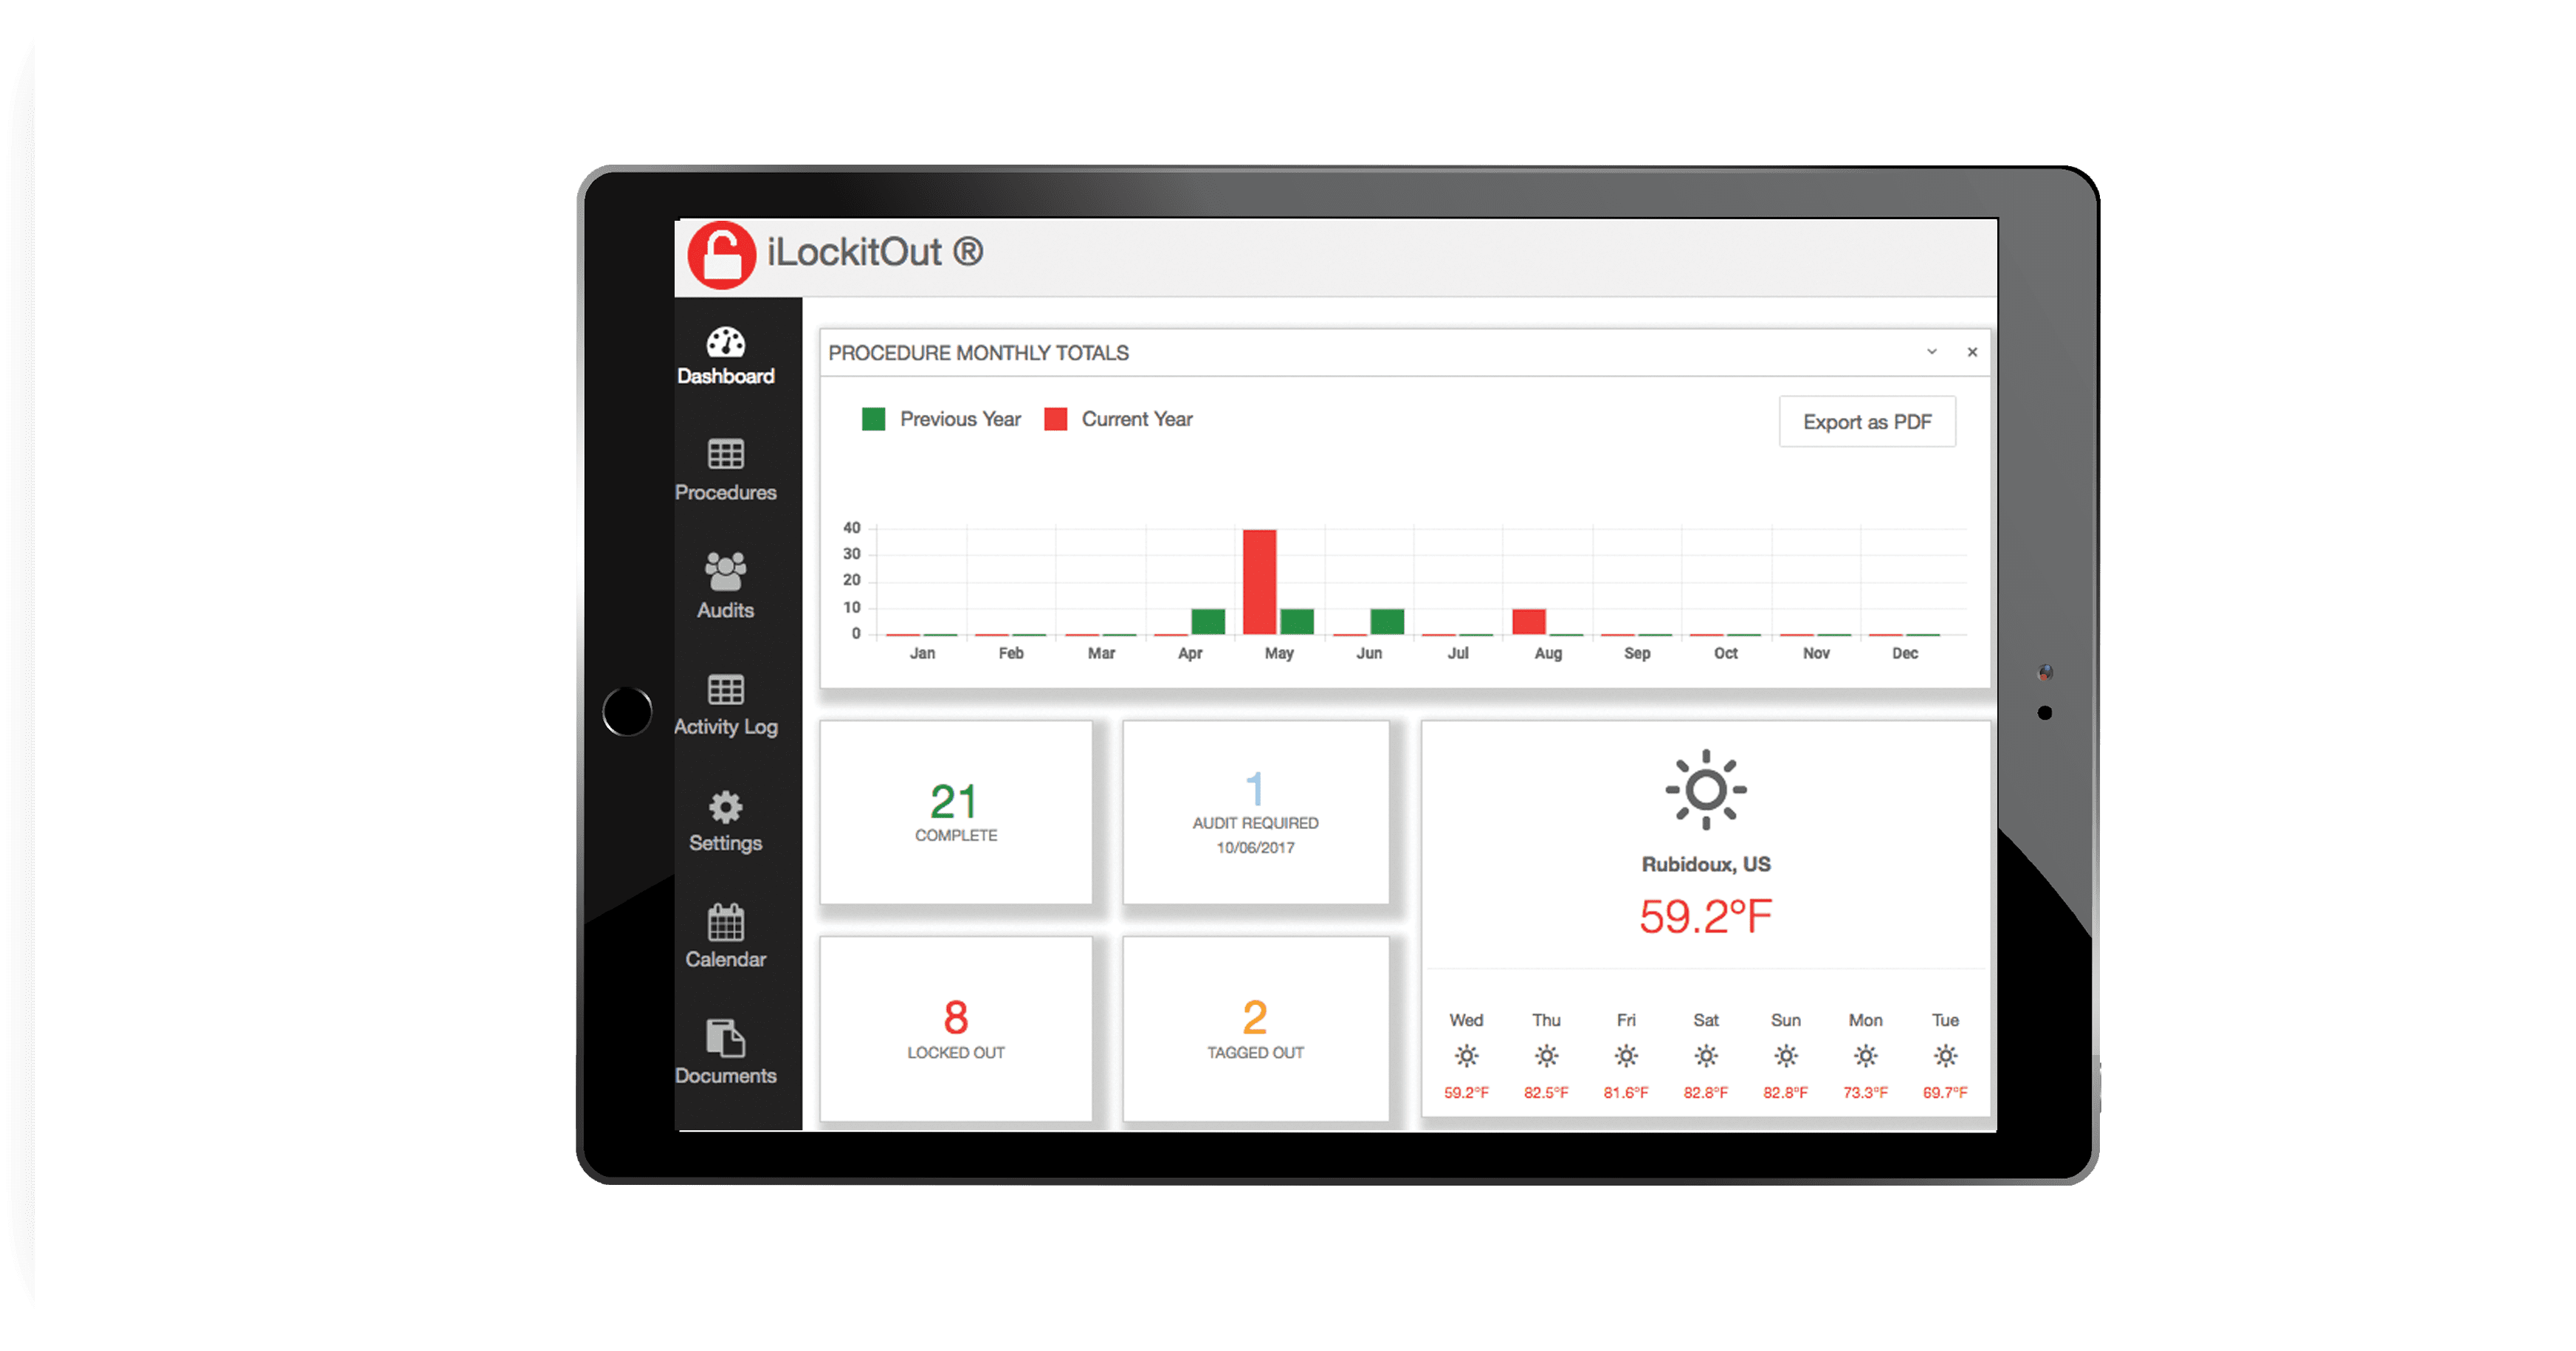 iLockitOut ®
Dashboard
Procedures
Audits
Activity Log
Settings
Calendar
Documents
PROCEDURE MONTHLY TOTALS
Previous Year Current Year
Export as PDF
40
30
20
10
0
Jan Feb Mar Apr May Jun Jul Aug Sep Oct Nov Dec
21
COMPLETE
1
AUDIT REQUIRED
10/06/2017
8
LOCKED OUT
2
TAGGED OUT
Rubidoux, US
59.2°F
Wed Thu Fri Sat Sun Mon Tue
59.2°F 82.5°F 81.6°F 82.8°F 82.8°F 73.3°F 69.7°F